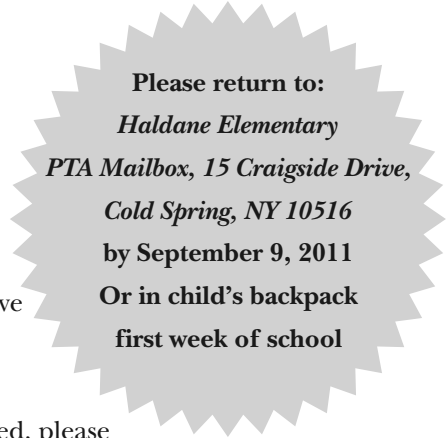 Please return to:
Haldane Elementary
PTA Mailbox, 15 Craigside Drive,
Cold Spring, NY 10516
by September 9, 2011
Or in child's backpack
first week of school
please